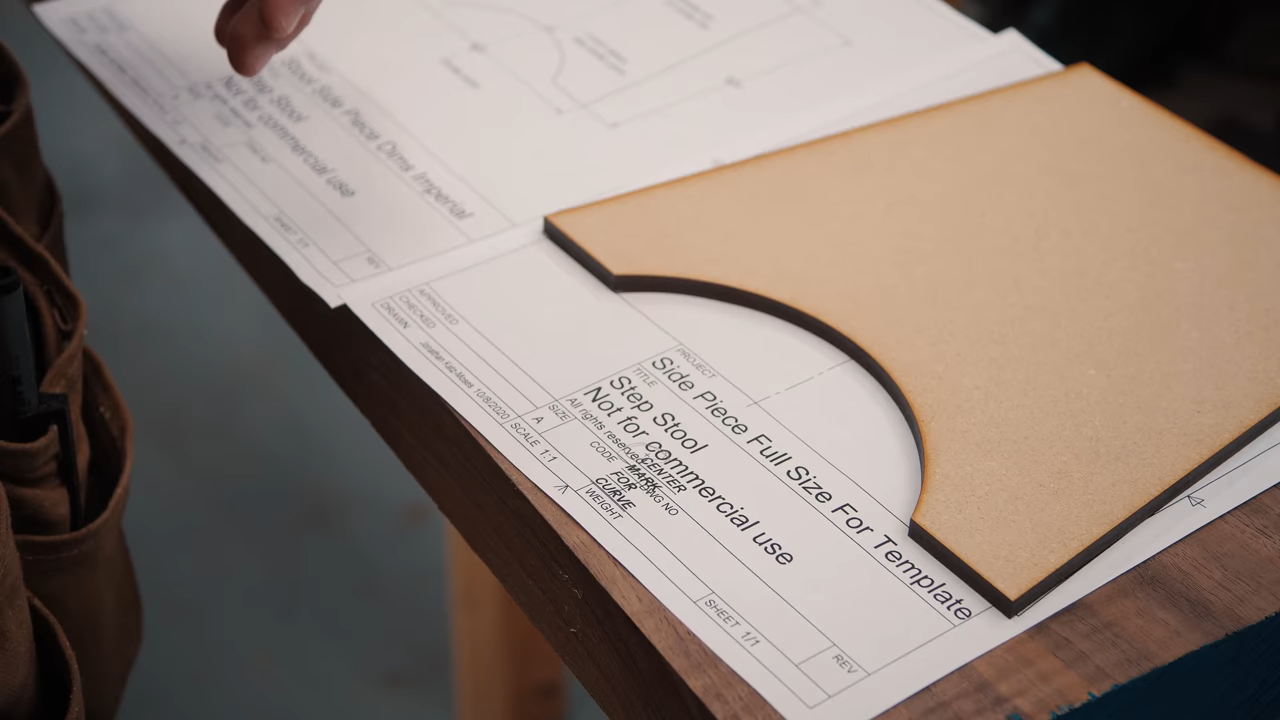 Stool Side Piece Dims Imperial
Stool
Not for commercial use
SHEET 1/1
REV
APPROVED
CHECKED
DRAWN
Jonathan Katz-Moses 10/8/2020
PROJECT
Side Piece Full Size For Template
TITLE
Step Stool
Not for commercial use
All rights reserved
SIZE
A
CODE
CENTER
MARK
FOR
CURVE
NO
SCALE 1:1
WEIGHT
SHEET 1/1
REV